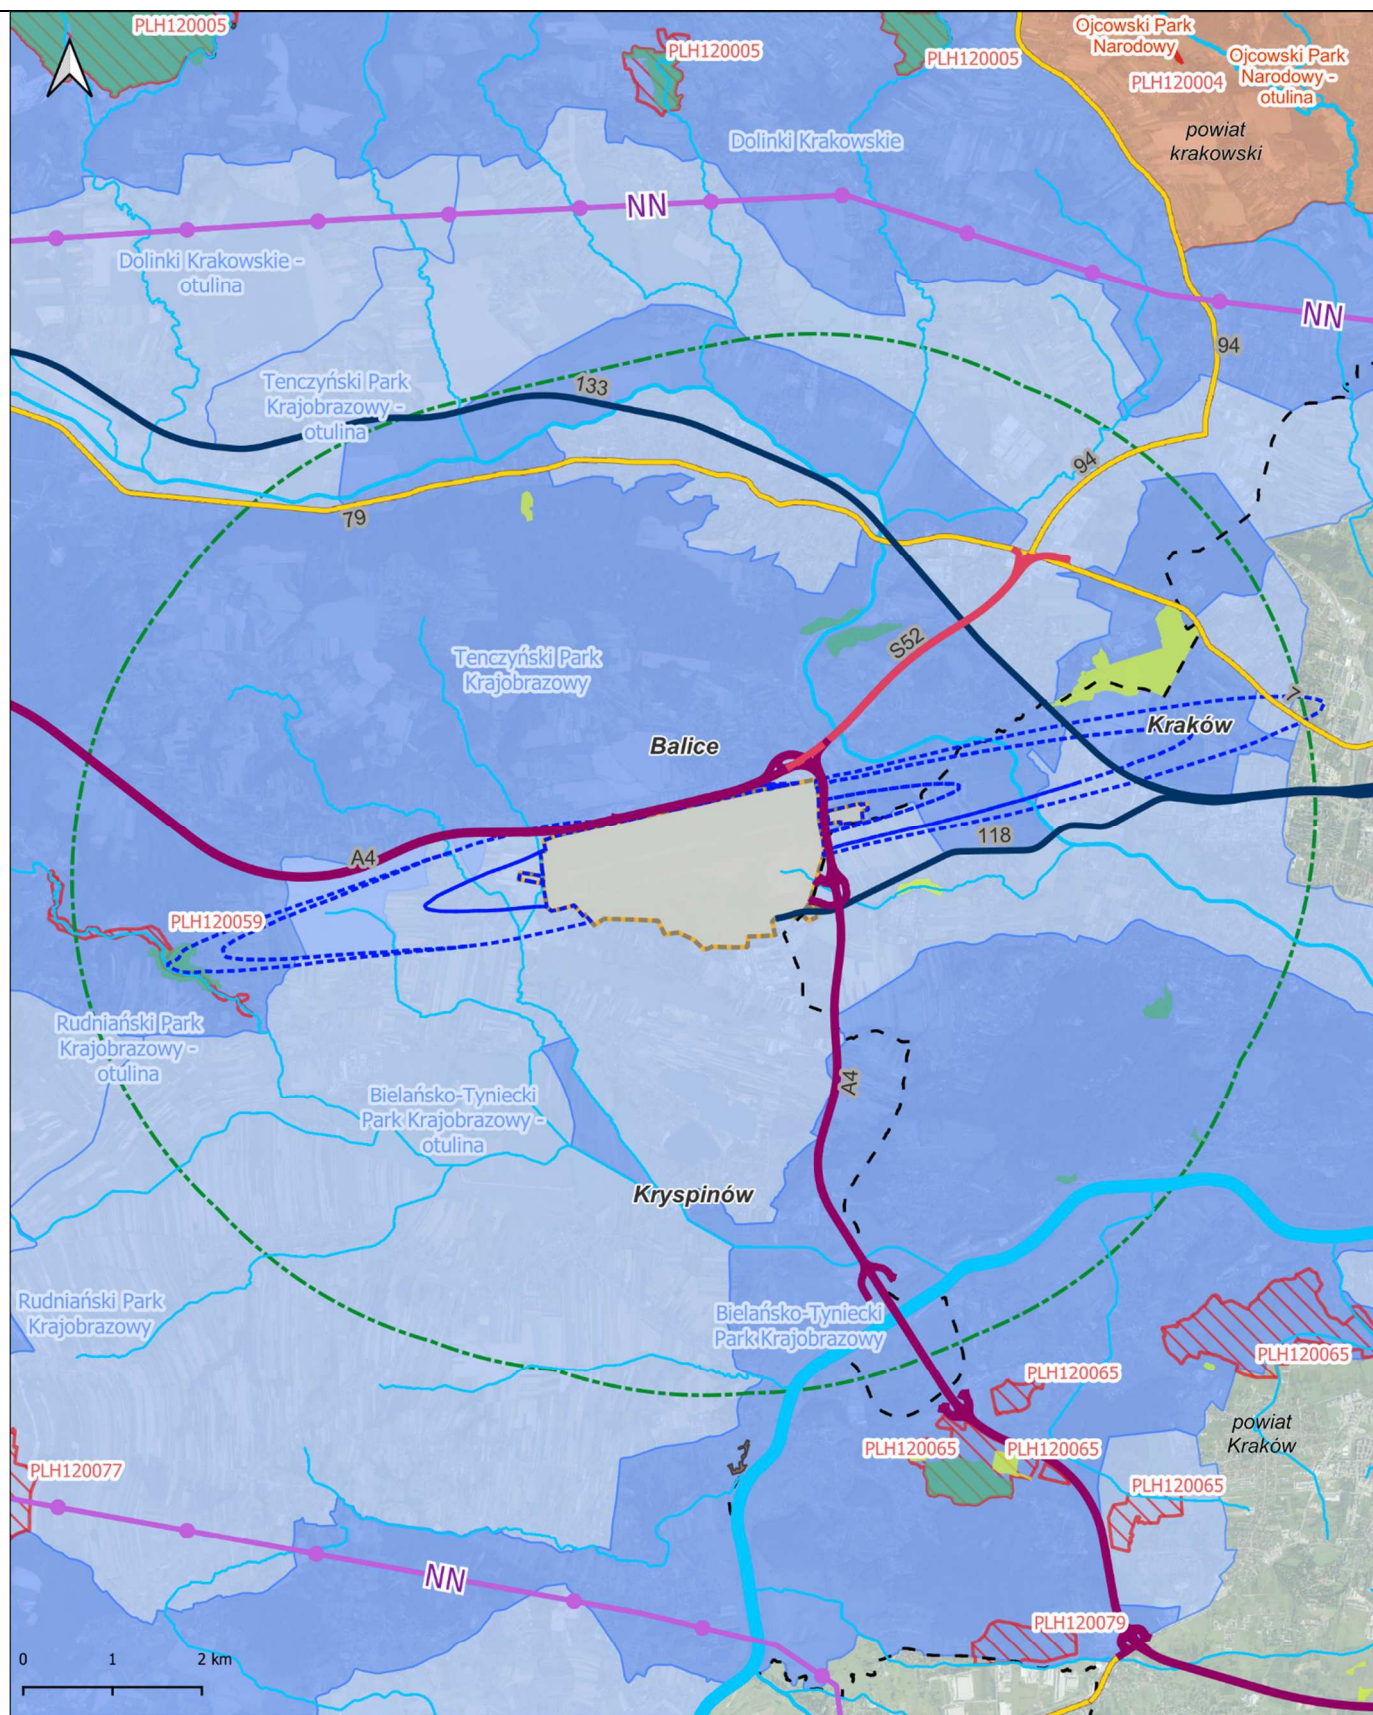 PLH120005
PLH120005
PLH120005
Ojcowski Park
Narodowy
PLH120004
Ojcowski Park
Narodowy -
otulina
powiat
krakowski
Dolinki Krakowskie
NN
Dolinki Krakowskie -
otulina
NN
94
133
Tenczyński Park
Krajobrazowy -
otulina
94
79
S52
Tenczyński Park
Krajobrazowy
7
Kraków
Balice
118
A4
PLH120059
Rudniański Park
Krajobrazowy -
otulina
A4
Bielańsko-Tyniecki
Park Krajobrazowy -
otulina
Kryspinów
Rudniański Park
Krajobrazowy
Bielańsko-Tyniecki
Park Krajobrazowy
PLH120065
PLH120065
powiat
Kraków
PLH120065
PLH120065
PLH120077
PLH120065
NN
PLH120079
0 1 2 km